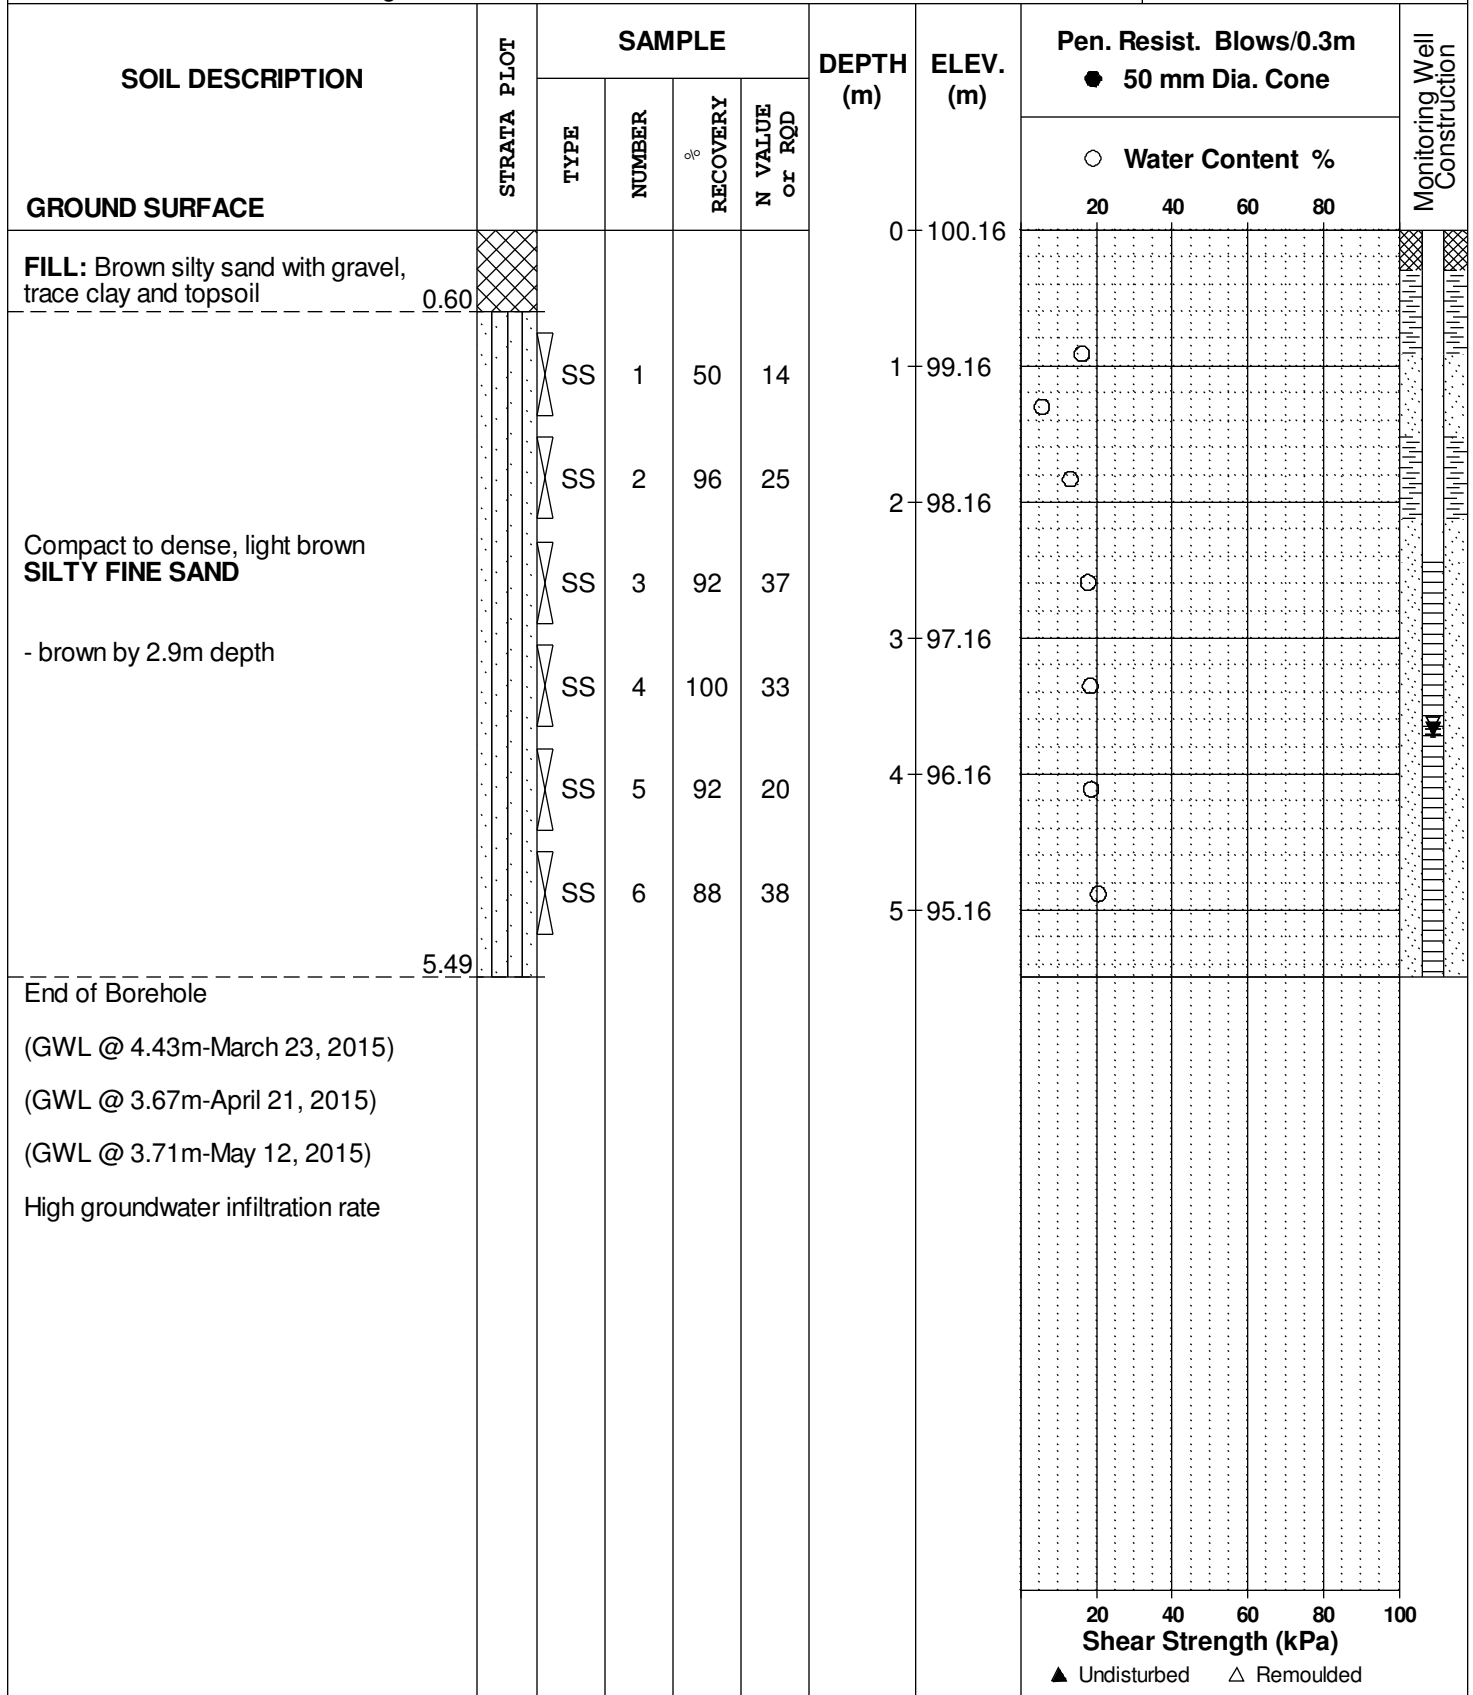 SOIL DESCRIPTION
GROUND SURFACE
STRATA PLOT
SAMPLE
TYPE
NUMBER
%
RECOVERY
N VALUE
or RQD
DEPTH
(m)
ELEV.
(m)
Pen. Resist. Blows/0.3m
● 50 mm Dia. Cone
○ Water Content %
20 40 60 80
Monitoring Well
Construction
0 100.16
FILL: Brown silty sand with gravel,
trace clay and topsoil 0.60
SS 1 50 14
1 99.16
SS 2 96 25
2 98.16
Compact to dense, light brown
SILTY FINE SAND
SS 3 92 37
3 97.16
- brown by 2.9m depth
SS 4 100 33
4 96.16
SS 5 92 20
SS 6 88 38
5 95.16
5.49
End of Borehole
(GWL @ 4.43m-March 23, 2015)
(GWL @ 3.67m-April 21, 2015)
(GWL @ 3.71m-May 12, 2015)
High groundwater infiltration rate
20 40 60 80 100
Shear Strength (kPa)
▲ Undisturbed △ Remoulded